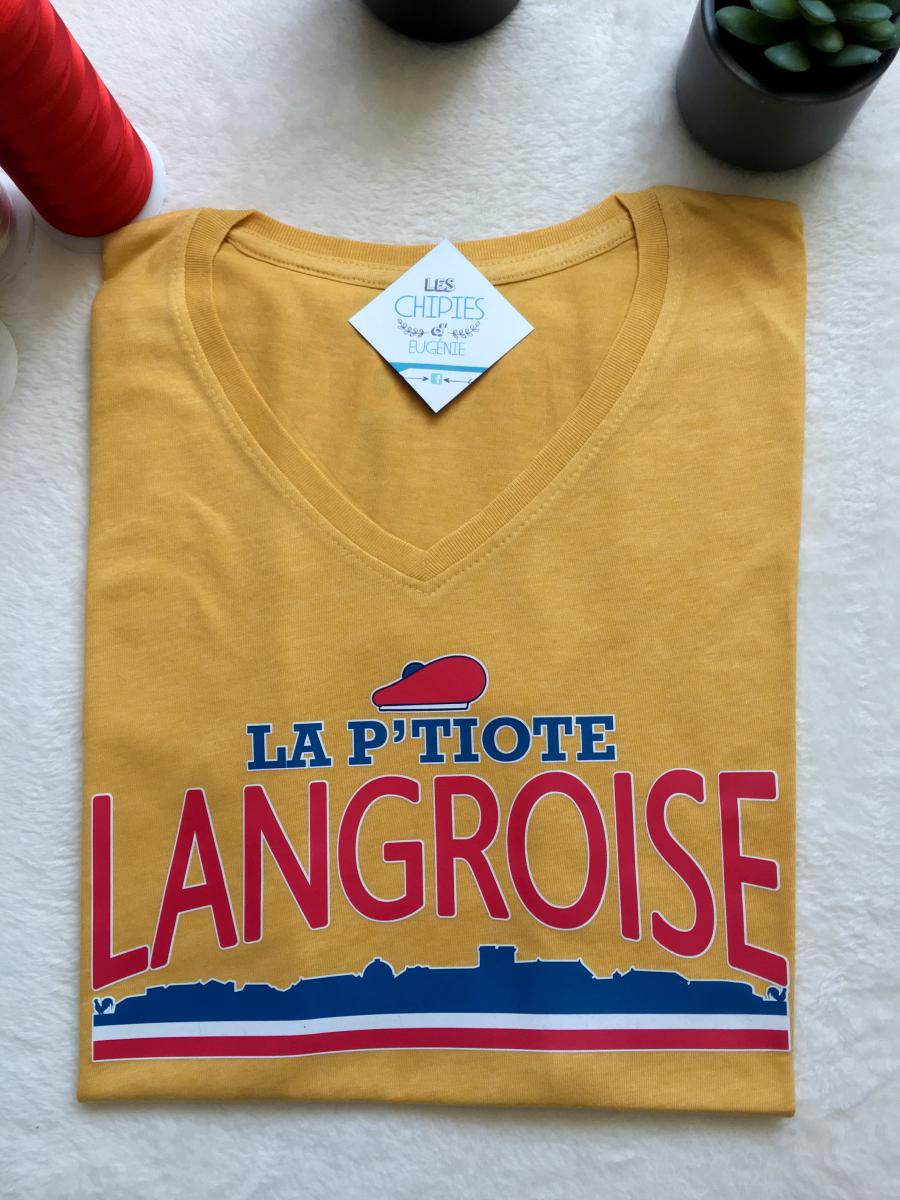 LES
CHIPIES
d'
EUGÉNIE
f
LA P'TIOTE
LANGROISE